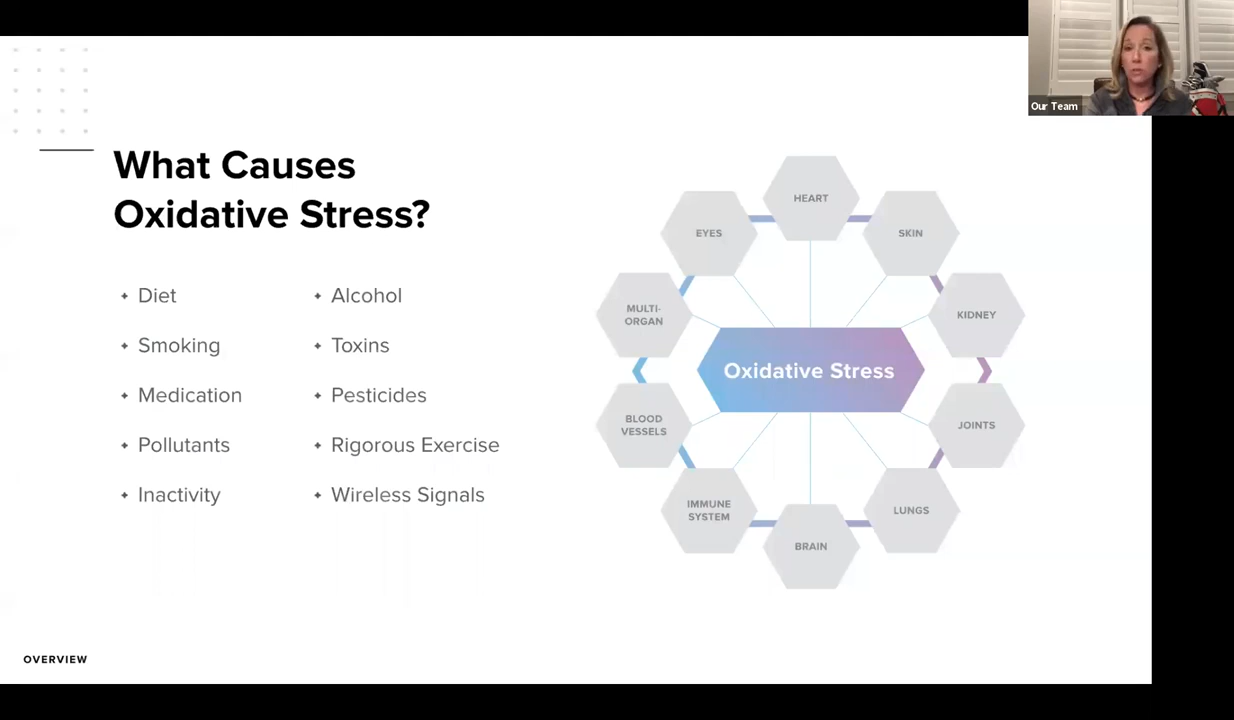 Our Team
What Causes
Oxidative Stress?
Diet
Smoking
Medication
Pollutants
Inactivity
Alcohol
Toxins
Pesticides
Rigorous Exercise
Wireless Signals
HEART
SKIN
KIDNEY
JOINTS
LUNGS
BRAIN
IMMUNE
SYSTEM
BLOOD
VESSELS
MULTI-
ORGAN
EYES
Oxidative Stress
OVERVIEW